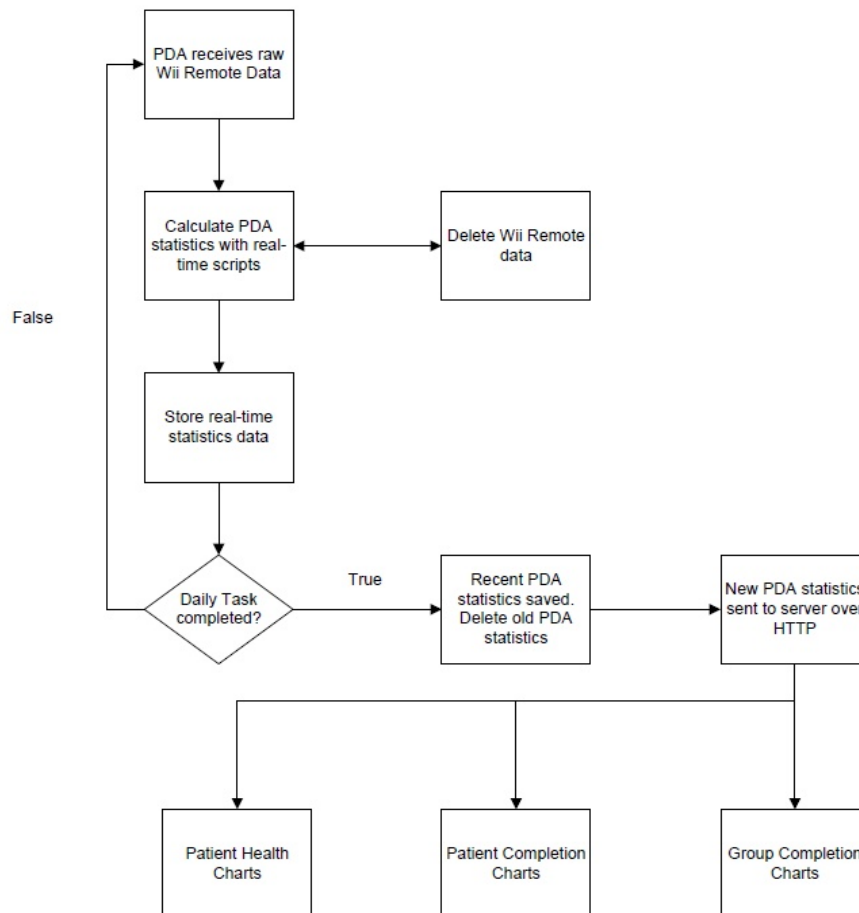 PDA receives raw
Wii Remote Data
Calculate PDA
statistics with real-
time scripts
Delete Wii Remote
data
False
Store real-time
statistics data
Daily Task
completed?
True
Recent PDA
statistics saved.
Delete old PDA
statistics
New PDA statistics
sent to server over
HTTP
Patient Health
Charts
Patient Completion
Charts
Group Completion
Charts